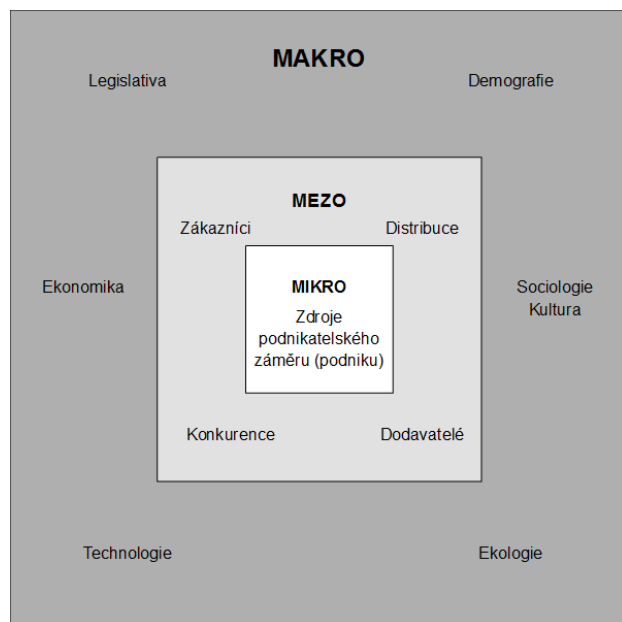 MAKRO
Legislativa
Demografie
MEZO
Zákazníci
Distribuce
Ekonomika
MIKRO
Zdroje
podnikatelského
záměru (podniku)
Sociologie
Kultura
Konkurence
Dodavatelé
Technologie
Ekologie